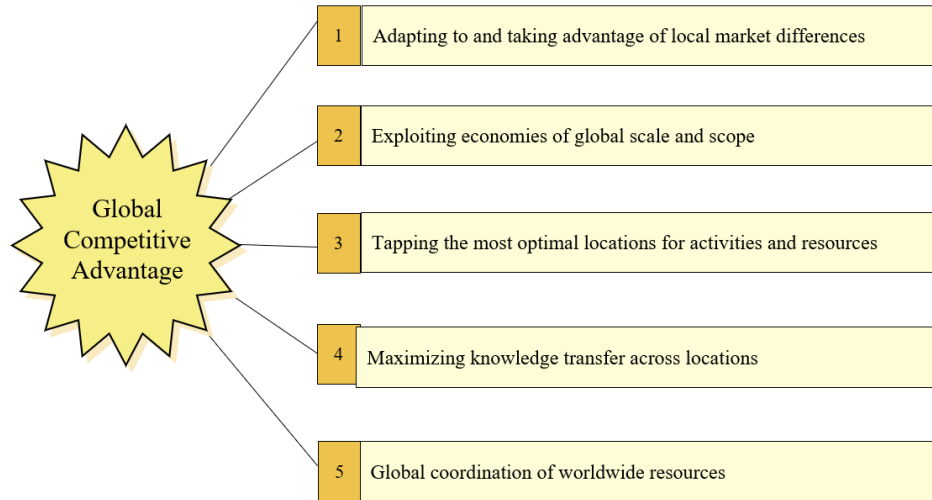 1
Adapting to and taking advantage of local market differences
2
Exploiting economies of global scale and scope
Global
Competitive
Advantage
3
Tapping the most optimal locations for activities and resources
4
Maximizing knowledge transfer across locations
5
Global coordination of worldwide resources